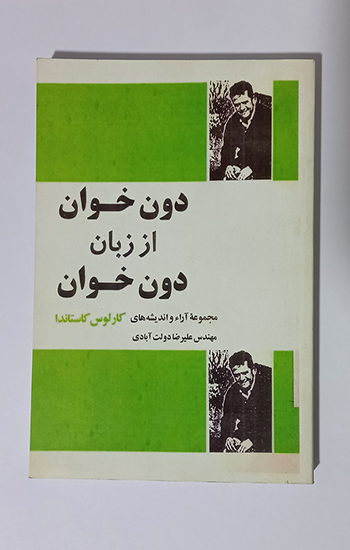 دون خوان
از زبان
دون خوان
مجموعهٔ آراء و اندیشه‌های کارلوس کاستاندا
مهندس علیرضا دولت‌آبادی